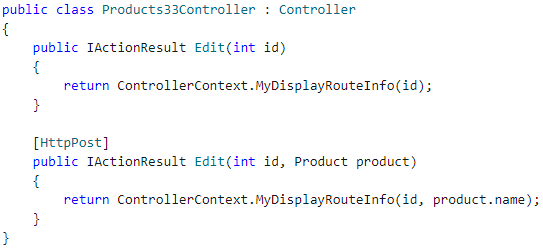 public class Products33Controller : Controller
{
    public IActionResult Edit(int id)
    {
        return ControllerContext.MyDisplayRouteInfo(id);
    }

    [HttpPost]
    public IActionResult Edit(int id, Product product)
    {
        return ControllerContext.MyDisplayRouteInfo(id, product.name);
    }
}